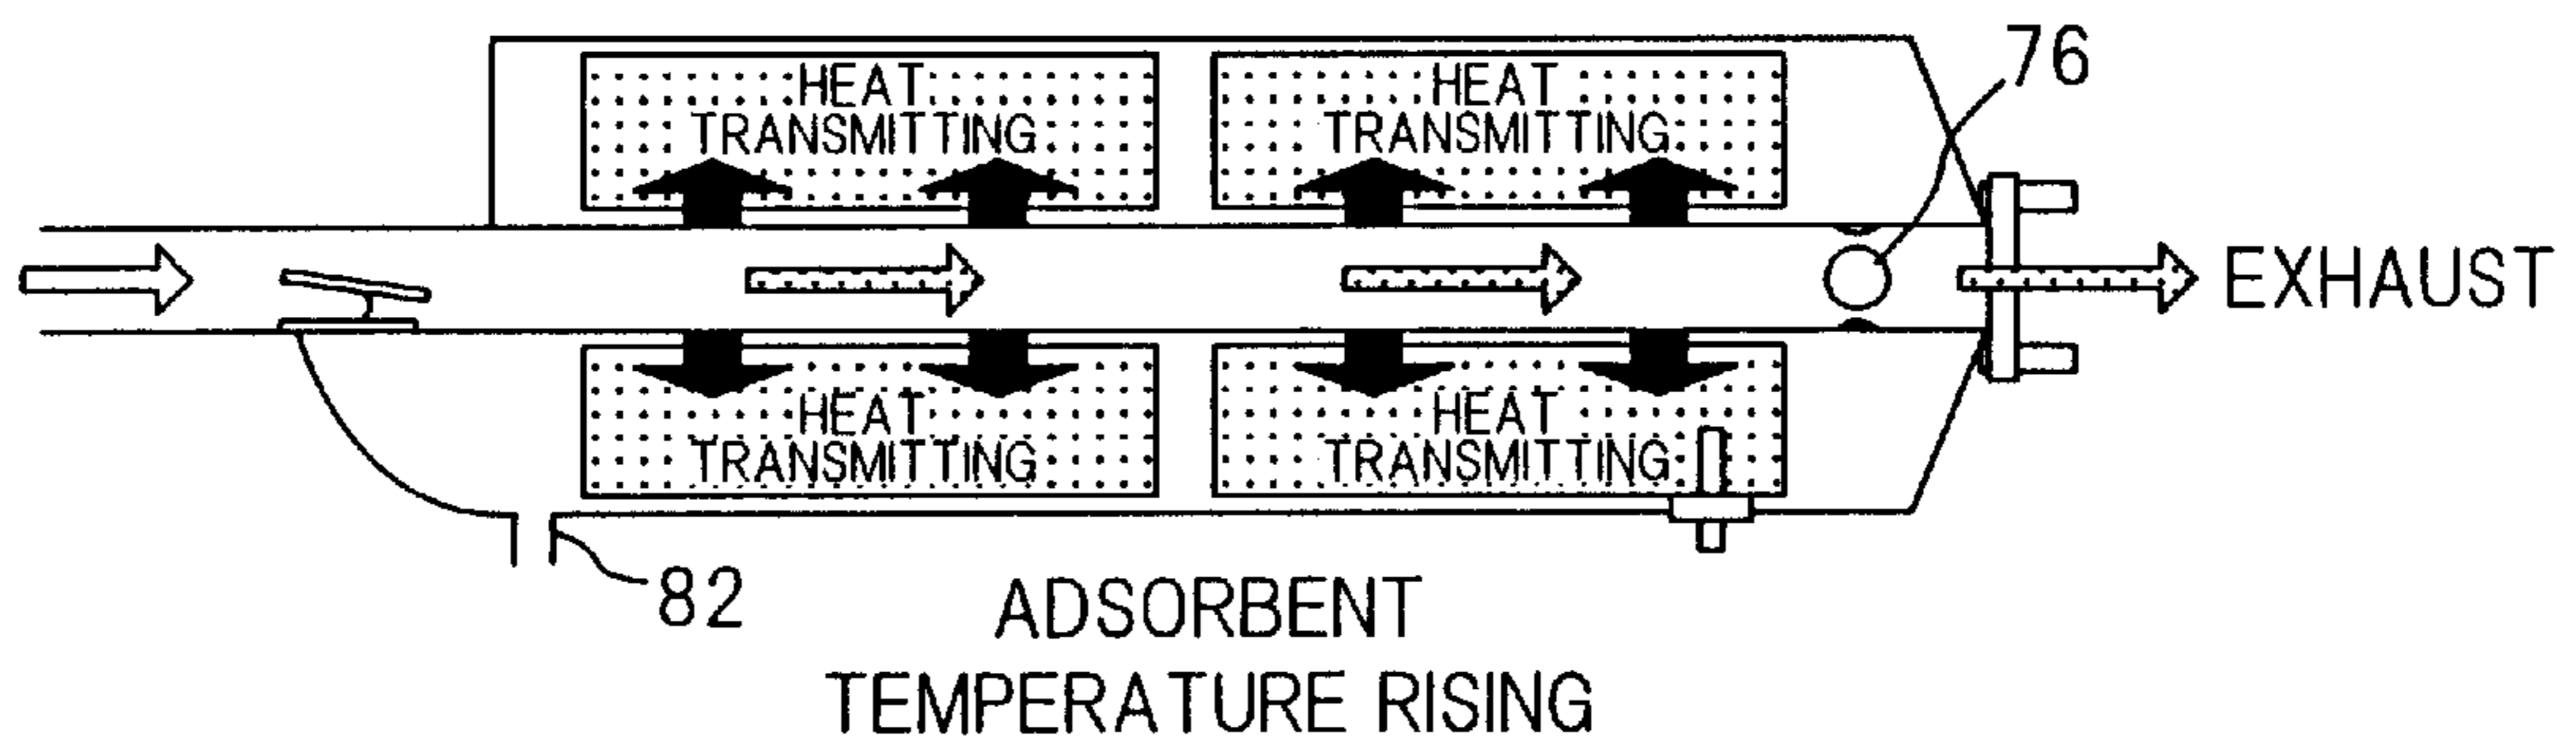 76
HEAT
TRANSMITTING
HEAT
TRANSMITTING
EXHAUST
HEAT
TRANSMITTING
HEAT
TRANSMITTING
82
ADSORBENT
TEMPERATURE RISING